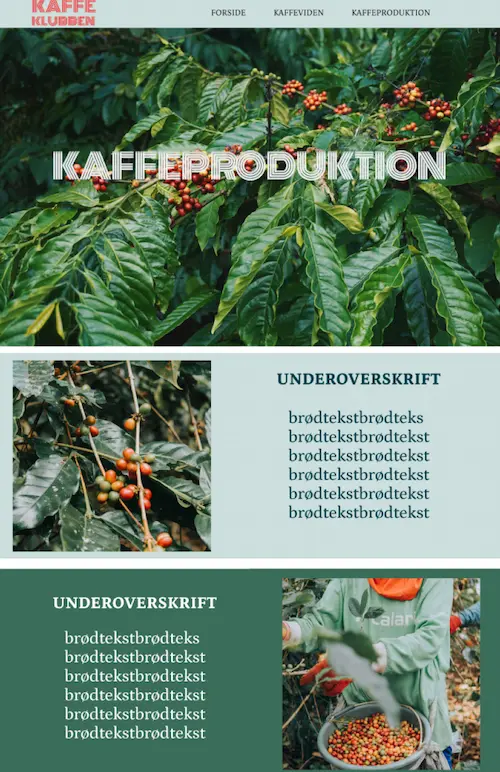 KAFFE
KLUBBEN
FORSIDE KAFFEVIDEN KAFFEPRODUKTION
KAFFEPRODUKTION
UNDEROVERSKRIFT
brødtekstbrødteks
brødtekstbrødtekst
brødtekstbrødtekst
brødtekstbrødtekst
brødtekstbrødtekst
brødtekstbrødtekst
UNDEROVERSKRIFT
brødtekstbrødteks
brødtekstbrødtekst
brødtekstbrødtekst
brødtekstbrødtekst
brødtekstbrødtekst
brødtekstbrødtekst